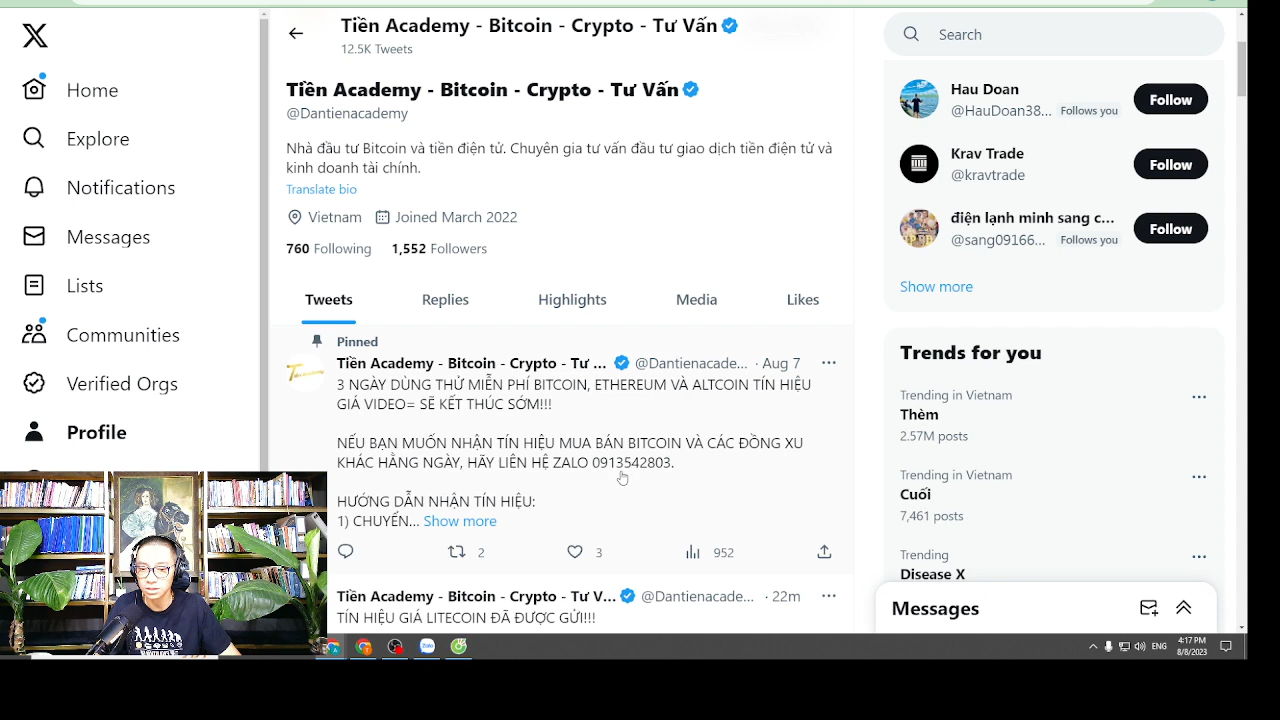 Tiền Academy - Bitcoin - Crypto - Tư Vấn
12.5K Tweets
Search
Home
Explore
Notifications
Messages
Lists
Communities
Verified Orgs
Profile
Tiền Academy - Bitcoin - Crypto - Tư Vấn
@Dantienacademy
Nhà đầu tư Bitcoin và tiền điện tử. Chuyên gia tư vấn đầu tư giao dịch tiền điện tử và
kinh doanh tài chính.
Translate bio
Vietnam Joined March 2022
760 Following 1,552 Followers
Tweets Replies Highlights Media Likes
Pinned
Tiền Academy - Bitcoin - Crypto - Tư ... @Dantienacade... · Aug 7
3 NGÀY DÙNG THỬ MIỄN PHÍ BITCOIN, ETHEREUM VÀ ALTCOIN TÍN HIỆU
GIÁ VIDEO= SẼ KẾT THÚC SỚM!!!
NẾU BẠN MUỐN NHẬN TÍN HIỆU MUA BÁN BITCOIN VÀ CÁC ĐỒNG XU
KHÁC HẰNG NGÀY, HÃY LIÊN HỆ ZALO 0913542803.
HƯỚNG DẪN NHẬN TÍN HIỆU:
1) CHUYỂN... Show more
2 3 952
Tiền Academy - Bitcoin - Crypto - Tư V... @Dantienacade... · 22m
TÍN HIỆU GIÁ LITECOIN ĐÃ ĐƯỢC GỬI!!!
Hau Doan
@HauDoan38... Follows you
Follow
Krav Trade
@kravtrade
Follow
điện lạnh minh sang c...
@sang09166... Follows you
Follow
Show more
Trends for you
Trending in Vietnam
Thèm
2.57M posts
Trending in Vietnam
Cuối
7,461 posts
Trending
Disease X
Messages
Zalo
ENG
4:17 PM
8/8/2023